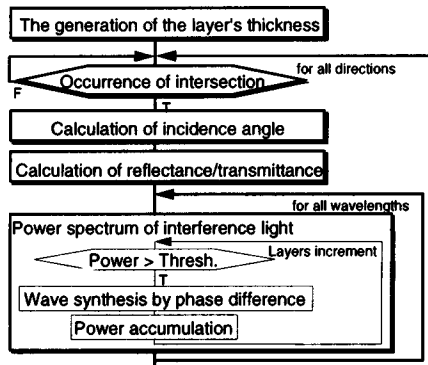 The generation of the layer's thickness
for all directions
Occurrence of intersection
F
T
Calculation of incidence angle
Calculation of reflectance/transmittance
for all wavelengths
Power spectrum of interference light
Layers increment
Power > Thresh.
T
Wave synthesis by phase difference
Power accumulation